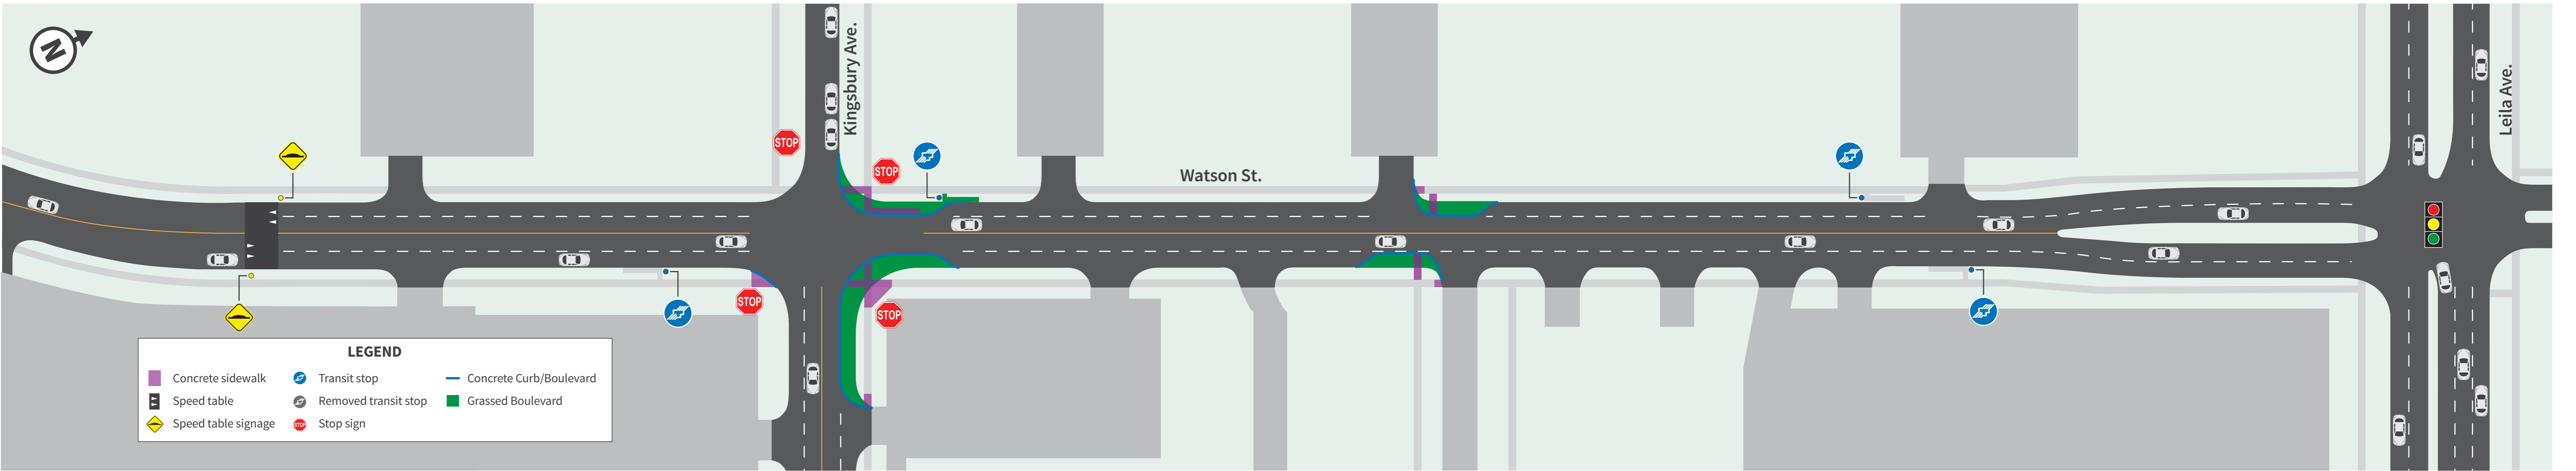 N
Kingsbury Ave.
Leila Ave.
STOP
STOP
Watson St.
STOP
STOP
LEGEND
Concrete sidewalk
Transit stop
Concrete Curb/Boulevard
Speed table
Removed transit stop
Grassed Boulevard
Speed table signage
STOP
Stop sign